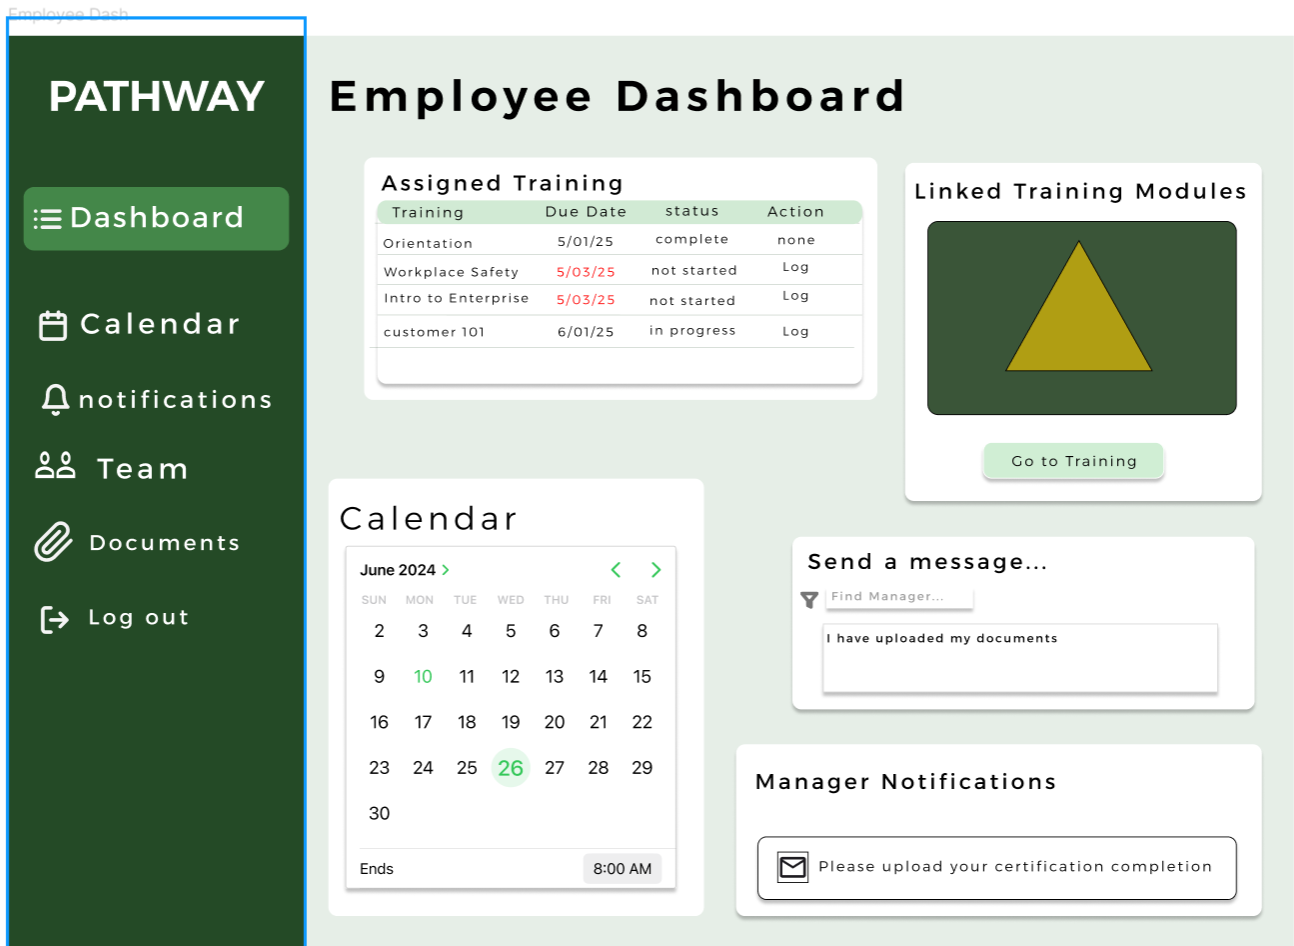 Employee Dash
PATHWAY
Dashboard
Calendar
notifications
Team
Documents
Log out
Employee Dashboard
Assigned Training
Training Due Date status Action
Orientation 5/01/25 complete none
Workplace Safety 5/03/25 not started Log
Intro to Enterprise 5/03/25 not started Log
customer 101 6/01/25 in progress Log
Linked Training Modules
Go to Training
Calendar
June 2024
SUN MON TUE WED THU FRI SAT
2 3 4 5 6 7 8
9 10 11 12 13 14 15
16 17 18 19 20 21 22
23 24 25 26 27 28 29
30
Ends 8:00 AM
Send a message...
Find Manager...
I have uploaded my documents
Manager Notifications
Please upload your certification completion